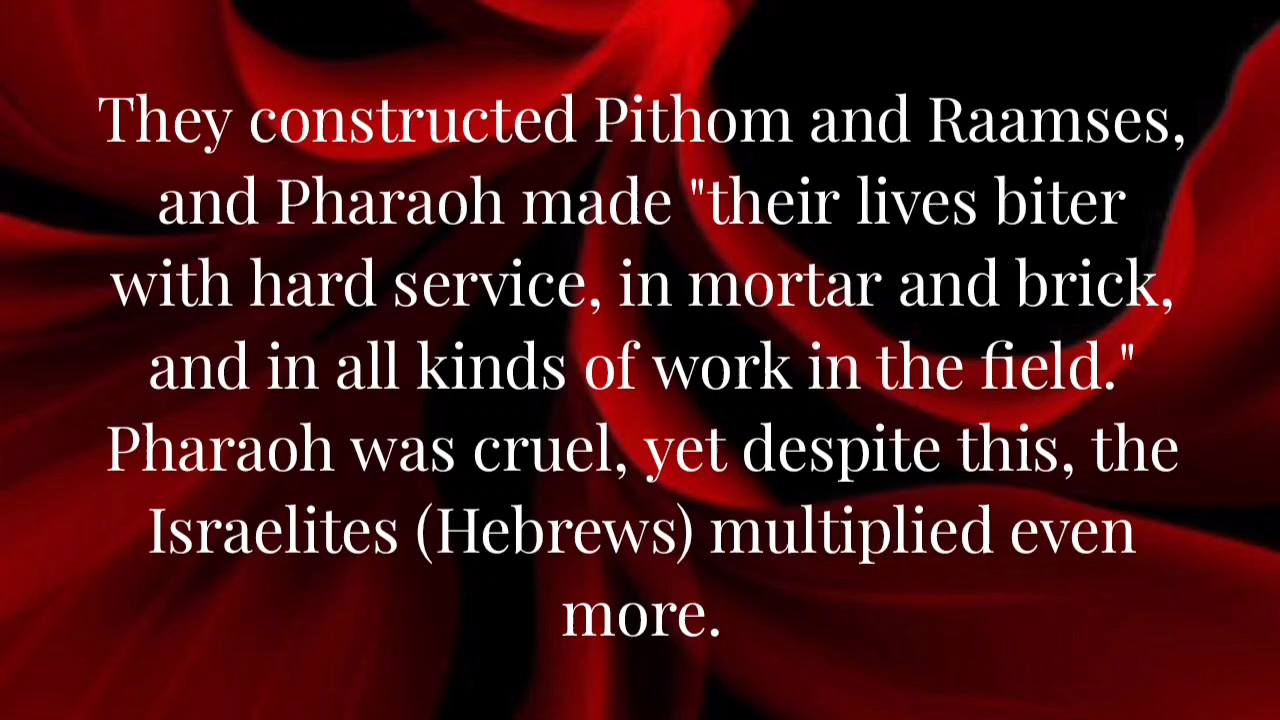 They constructed Pithom and Raamses,
and Pharaoh made "their lives biter
with hard service, in mortar and brick,
and in all kinds of work in the field."
Pharaoh was cruel, yet despite this, the
Israelites (Hebrews) multiplied even
more.